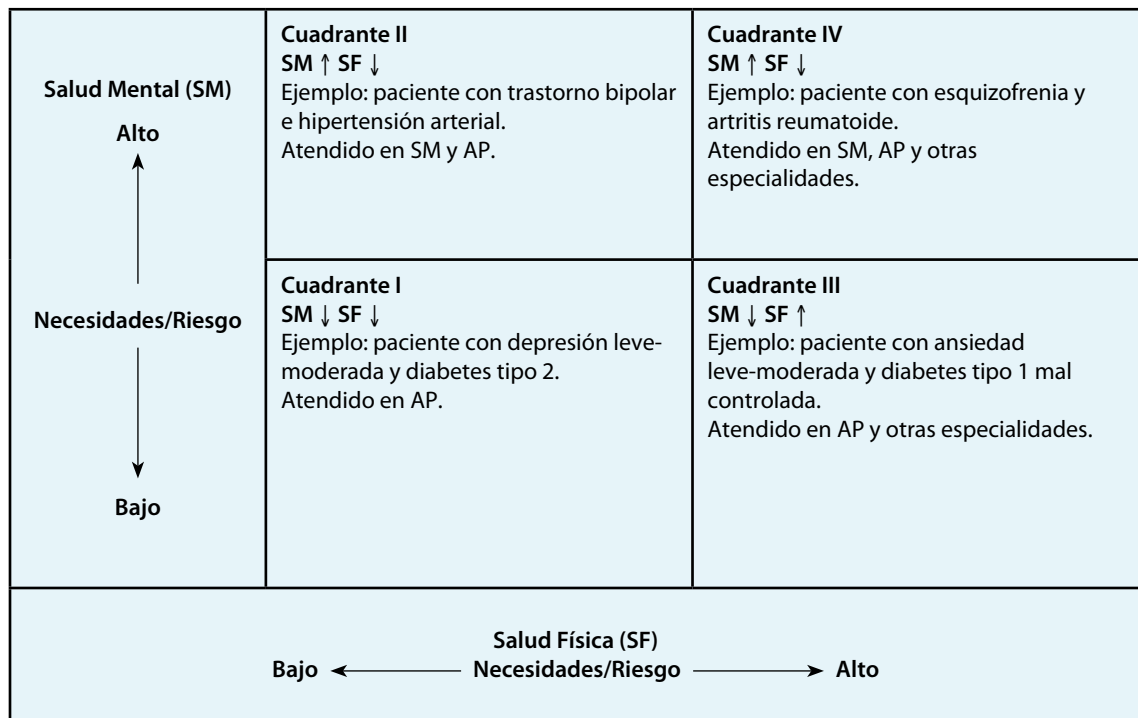 Salud Mental (SM)
Alto
Necesidades/Riesgo
Bajo
Cuadrante II
SM ↑ SF ↓
Ejemplo: paciente con trastorno bipolar
e hipertensión arterial.
Atendido en SM y AP.
Cuadrante IV
SM ↑ SF ↓
Ejemplo: paciente con esquizofrenia y
artritis reumatoide.
Atendido en SM, AP y otras
especialidades.
Cuadrante I
SM ↓ SF ↓
Ejemplo: paciente con depresión leve-
moderada y diabetes tipo 2.
Atendido en AP.
Cuadrante III
SM ↓ SF ↑
Ejemplo: paciente con ansiedad
leve-moderada y diabetes tipo 1 mal
controlada.
Atendido en AP y otras especialidades.
Salud Física (SF)
Bajo ← Necesidades/Riesgo → Alto